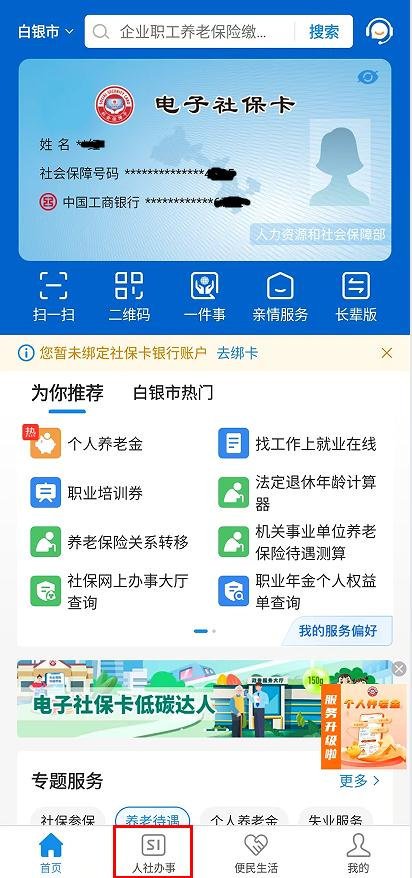 白银市
企业职工养老保险缴...
搜索
电子社保卡
姓 名 *
社会保障号码 **************
中国工商银行 ************
人力资源和社会保障部
扫一扫
二维码
一件事
亲情服务
长辈版
您暂未绑定社保卡银行账户 去绑卡
为你推荐
白银市热门
热
个人养老金
找工作上就业在线
职业培训券
法定退休年龄计算
器
养老保险关系转移
机关事业单位养老
保险待遇测算
社保网上办事大厅
查询
职业年金个人权益
单查询
我的服务偏好
政务服务大厅
150g
电子社保卡低碳达人
服务升级啦
个人养老金
专题服务
更多
社保参保
养老待遇
个人养老金
失业服务
首页
SI
人社办事
便民生活
我的